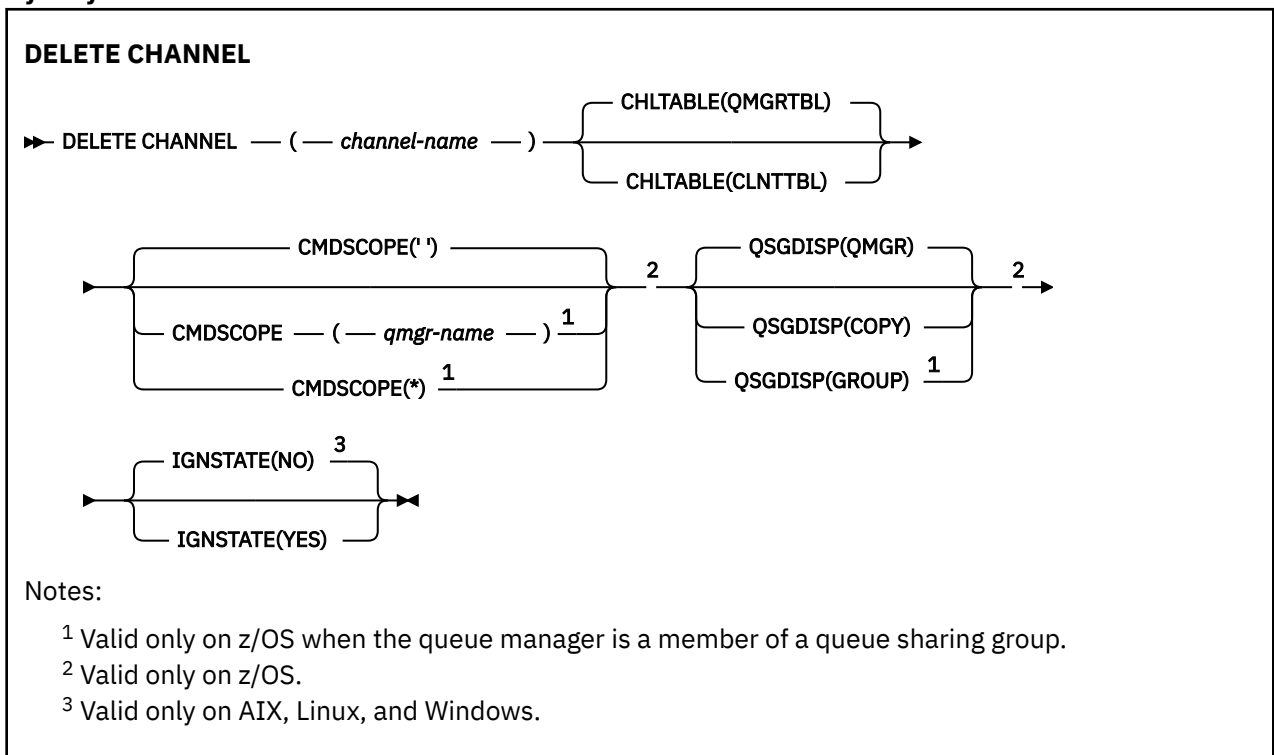 DELETE CHANNEL
CHLTABLE(QMGRTBL)
DELETE CHANNEL ( channel-name )
CHLTABLE(CLNTTBL)
CMDSCOPE(' ') QSGDISP(QMGR)
2 2
CMDSCOPE ( qmgr-name ) 1 QSGDISP(COPY)
CMDSCOPE(*) 1 QSGDISP(GROUP) 1
IGNSTATE(NO) 3
IGNSTATE(YES)
Notes:
1 Valid only on z/OS when the queue manager is a member of a queue sharing group.
2 Valid only on z/OS.
3 Valid only on AIX, Linux, and Windows.